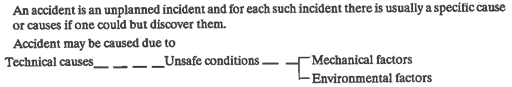 An accident is an unplanned incident and for each such incident there is usually a specific cause
or causes if one could but discover them.
Accident may be caused due to
Technical causes_ _ _ _Unsafe conditions _ _ Mechanical factors
Environmental factors